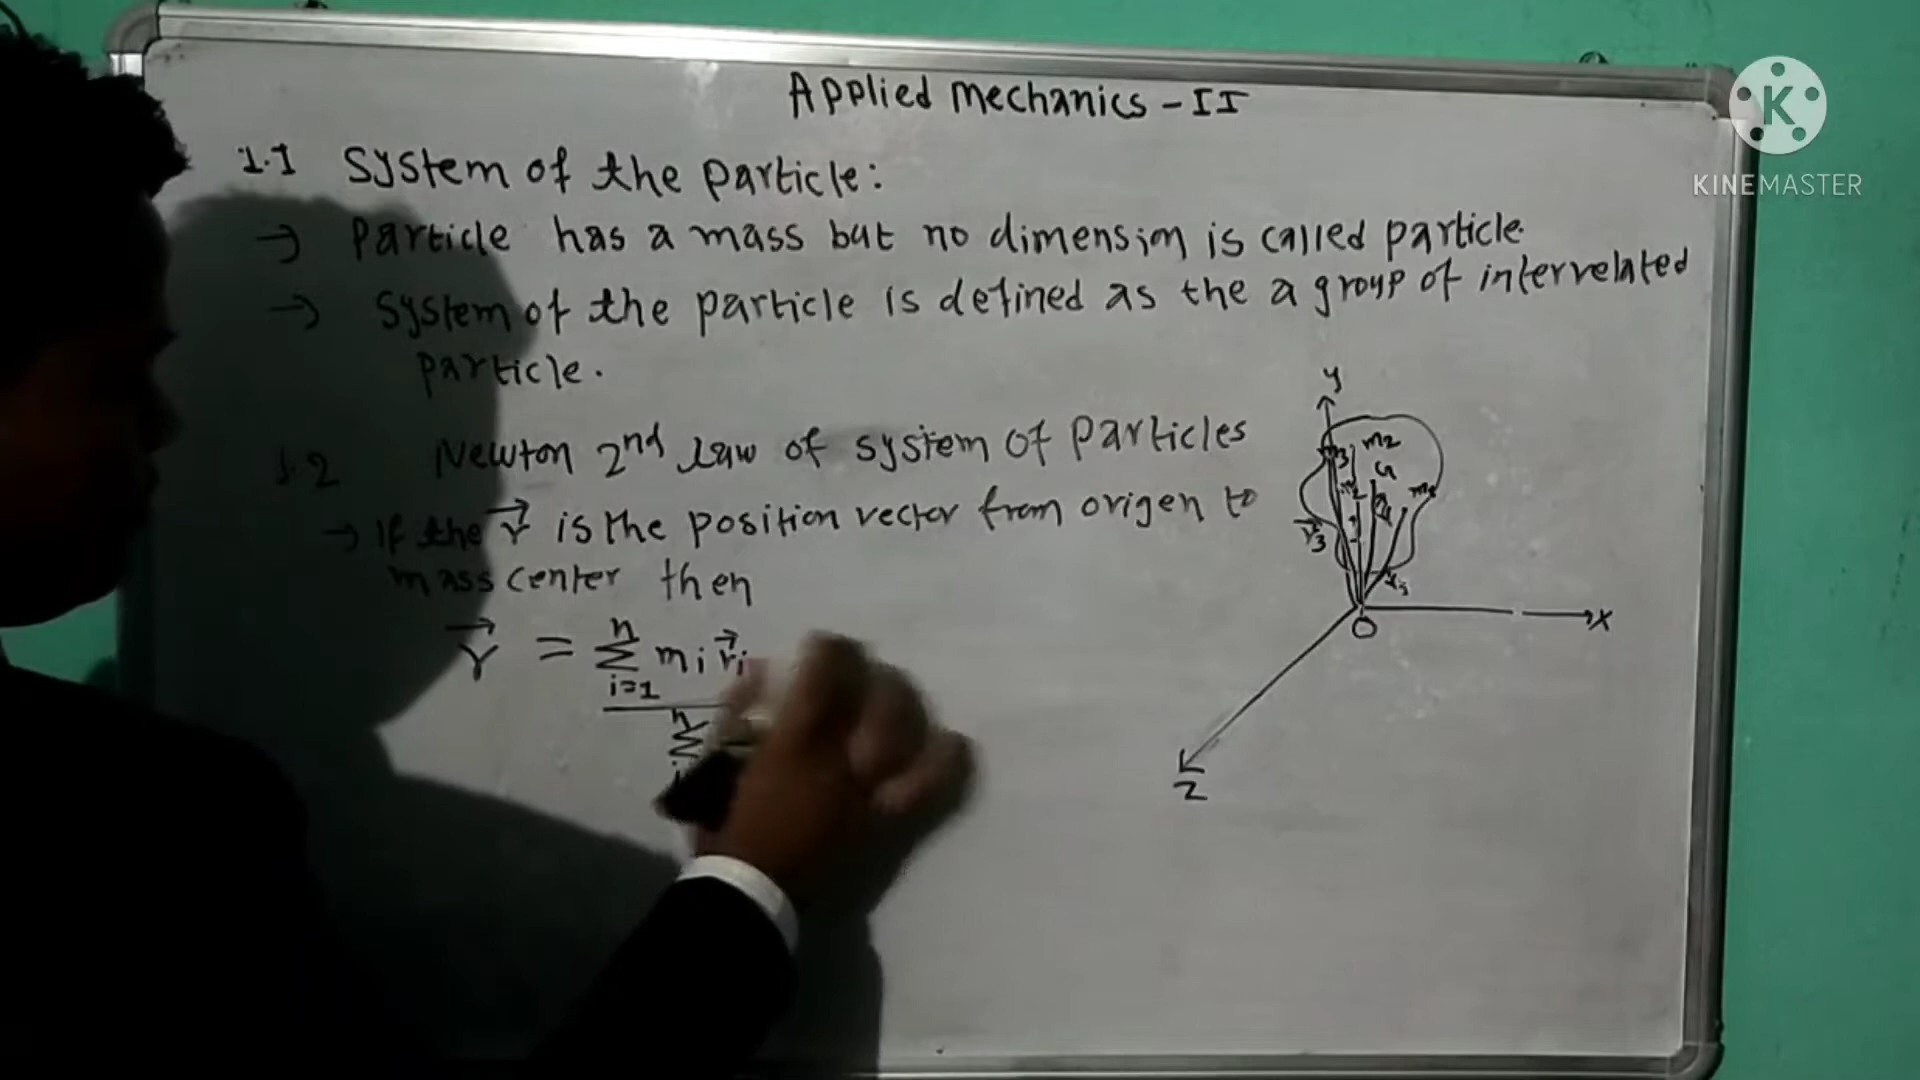 Applied mechanics - II
1.1 System of the particle:
→ Particle has a mass but no dimension is called particle.
→ System of the particle is defined as the a group of interrelated
particle.
1.2 Newton 2nd Law of system of particles
→ If the r⃗ is the position vector from origen to
mass center then
r⃗ = n∑i=1 mi r⃗i
n∑
y
m2
m3
G
r⃗3
x
O
z
K
KINEMASTER